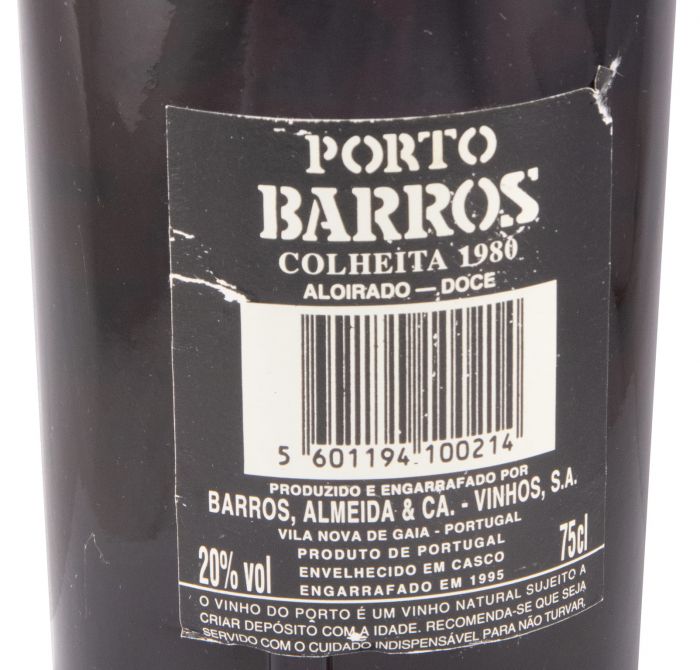 PORTO
BARROS
COLHEITA 1980
ALOIRADO — DOCE
5 601194 100214
PRODUZIDO E ENGARRAFADO POR
BARROS, ALMEIDA & CA. - VINHOS, S.A.
VILA NOVA DE GAIA - PORTUGAL
PRODUTO DE PORTUGAL
20% vol ENVELHECIDO EM CASCO 75cl
ENGARRAFADO EM 1995
O VINHO DO PORTO É UM VINHO NATURAL SUJEITO A
CRIAR DEPÓSITO COM A IDADE. RECOMENDA-SE QUE SEJA
SERVIDO COM O CUIDADO INDISPENSÁVEL PARA NÃO TURVAR.